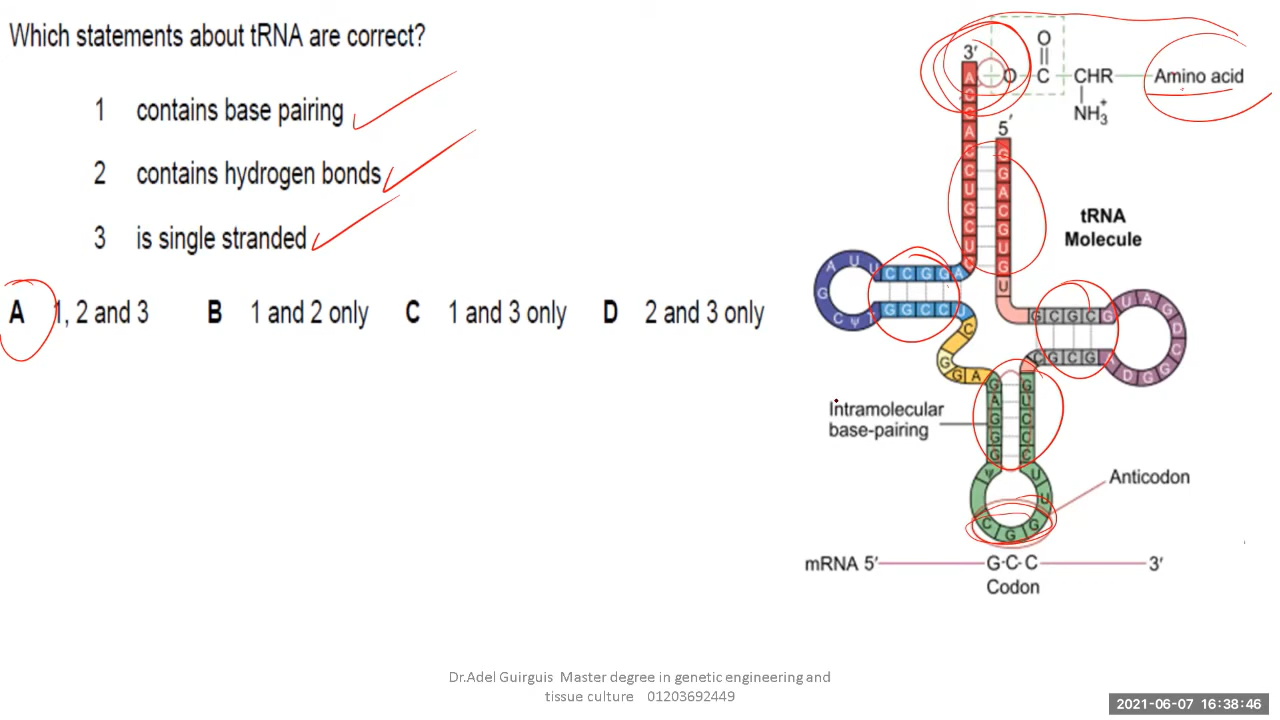 Which statements about tRNA are correct?
1 contains base pairing
2 contains hydrogen bonds
3 is single stranded
A 1, 2 and 3 B 1 and 2 only C 1 and 3 only D 2 and 3 only
3′
O
O C CHR Amino acid
NH3+
5′
A
C
C
A
C
C
U
G
C
U
C
G
G
A
C
G
U
G
U
tRNA
Molecule
A U U C C G G A
G
C Ψ T G G C C U
C
G
G A
G C G C G U A G D C G G A D
C G C G A
G
A
G
G
G
Ψ
G
U
C
C
C
U
U
C G G
Intramolecular
base-pairing
Anticodon
mRNA 5′ G·C·C 3′
Codon
Dr.Adel Guirguis Master degree in genetic engineering and
tissue culture 01203692449
2021-06-07 16:38:46